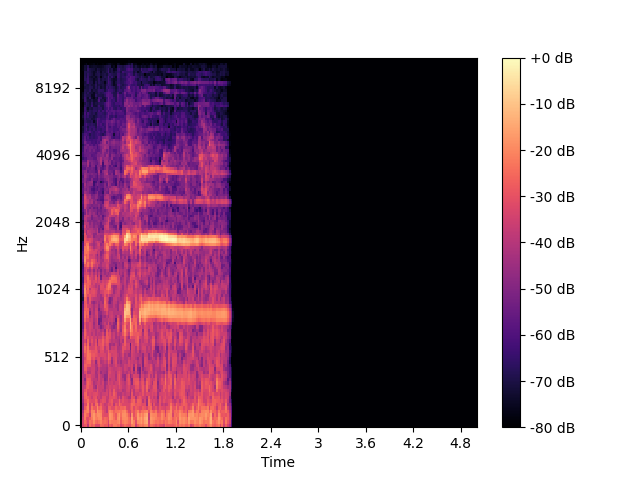 8192
4096
2048
1024
512
0
Hz
0 0.6 1.2 1.8 2.4 3 3.6 4.2 4.8
Time
+0 dB
-10 dB
-20 dB
-30 dB
-40 dB
-50 dB
-60 dB
-70 dB
-80 dB